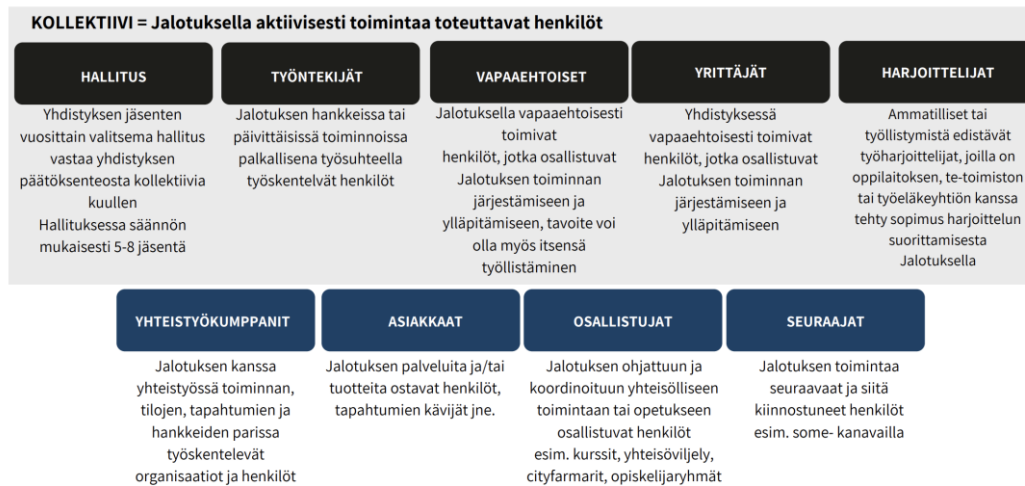 KOLLEKTIIVI = Jalotuksella aktiivisesti toimintaa toteuttavat henkilöt
HALLITUS
Yhdistyksen jäsenten
vuosittain valitsema hallitus
vastaa yhdistyksen
päätöksenteosta kollektiivia
kuullen
Hallituksessa säännön
mukaisesti 5-8 jäsentä
TYÖNTEKIJÄT
Jalotuksen hankkeissa tai
päivittäisissä toiminnoissa
palkallisena työsuhteella
työskentelvät henkilöt
VAPAAEHTOISET
Jalotuksella vapaaehtoisesti
toimivat
henkilöt, jotka osallistuvat
Jalotuksen toiminnan
järjestämiseen ja
ylläpitämiseen, tavoite voi
olla myös itsensä
työllistäminen
YRITTÄJÄT
Yhdistyksessä
vapaaehtoisesti toimivat
henkilöt, jotka osallistuvat
Jalotuksen toiminnan
järjestämiseen ja
ylläpitämiseen
HARJOITTELIJAT
Ammatilliset tai
työllistymistä edistävät
työharjoittelijat, joilla on
oppilaitoksen, te-toimiston
tai työeläkeyhtiön kanssa
tehty sopimus harjoittelun
suorittamisesta
Jalotuksella
YHTEISTYÖKUMPPANIT
Jalotuksen kanssa
yhteistyössä toiminnan,
tilojen, tapahtumien ja
hankkeiden parissa
työskentelevät
organisaatiot ja henkilöt
ASIAKKAAT
Jalotuksen palveluita ja/tai
tuotteita ostavat henkilöt,
tapahtumien kävijät jne.
OSALLISTUJAT
Jalotuksen ohjattuun ja
koordinoituun yhteisölliseen
toimintaan tai opetukseen
osallistuvat henkilöt
esim. kurssit, yhteisöviljely,
cityfarmarit, opiskelijaryhmät
SEURAAJAT
Jalotuksen toimintaa
seuraavaat ja siitä
kiinnostuneet henkilöt
esim. some- kanavailla